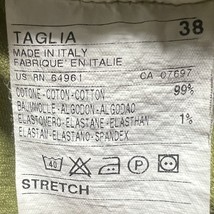 TAGLIA 38
MADE IN ITALY
FABRIQUE EN ITALIE
US RN 64961 CA 07697
COTONE-COTON-COTTON 99%
BAUMWOLLE-ALGODON-ALGODAO
ELASTOMERO-ELASTANE-ELASTHAN 1%
ELASTAN-ELASTANO-SPANDEX
40 P
STRETCH